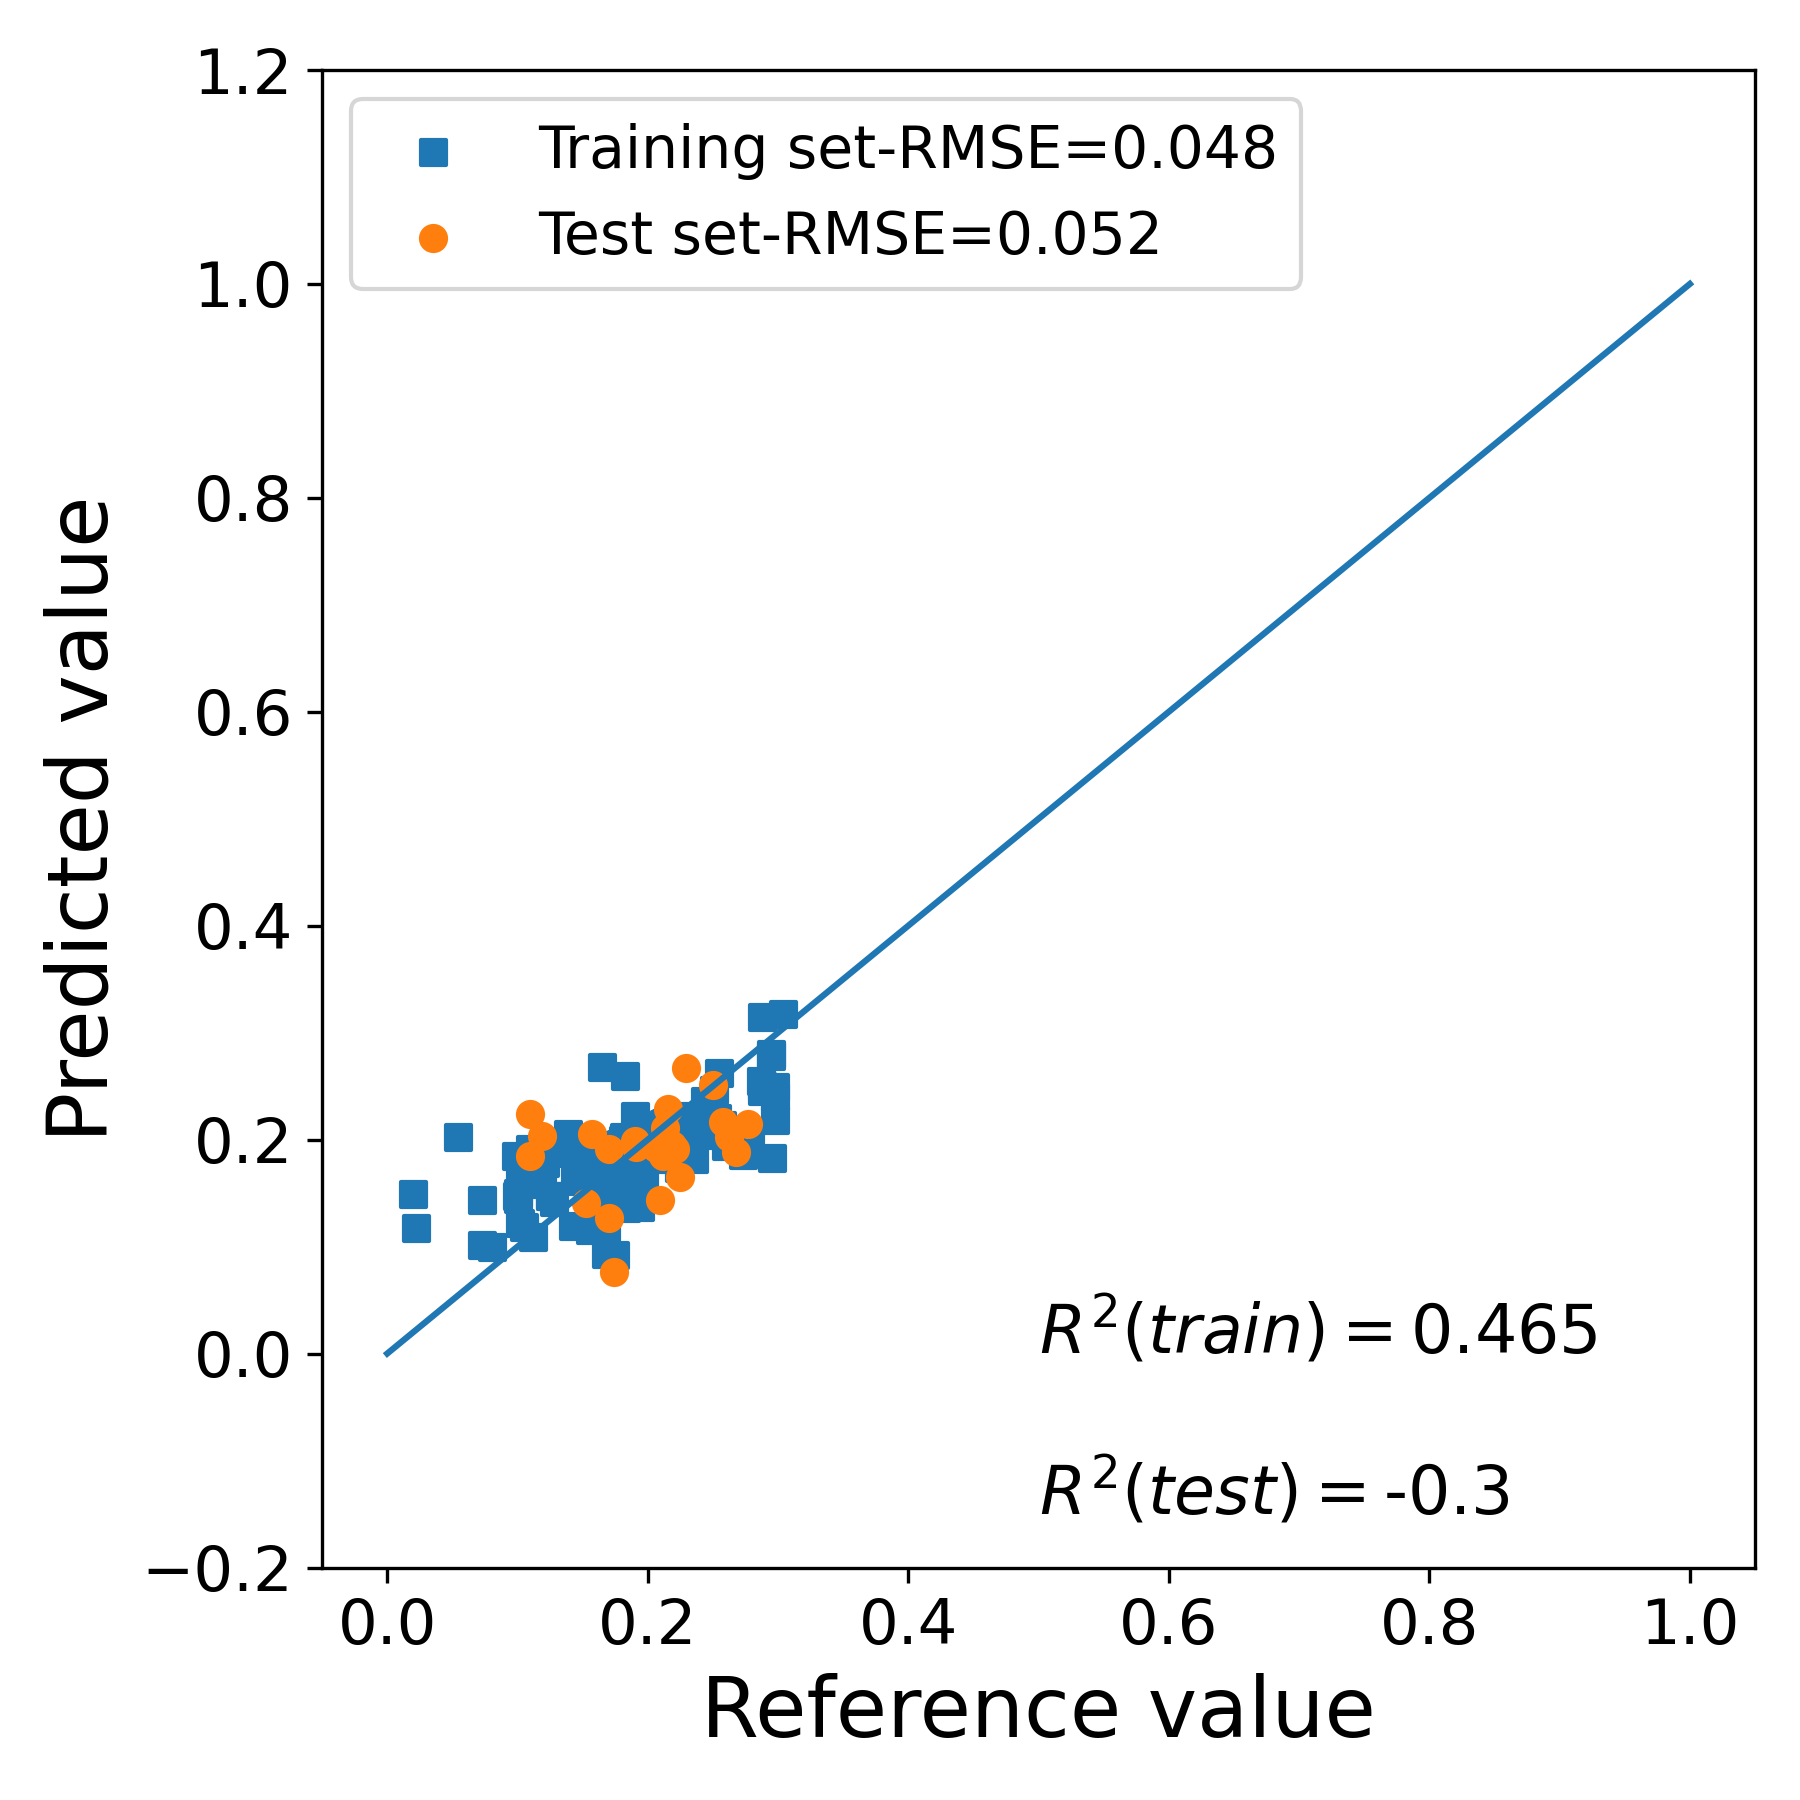 1.2
Training set-RMSE=0.048
Test set-RMSE=0.052
1.0
0.8
0.6
0.4
0.2
0.0
−0.2
Predicted value
R²(train) = 0.465
R²(test) = -0.3
0.0 0.2 0.4 0.6 0.8 1.0
Reference value